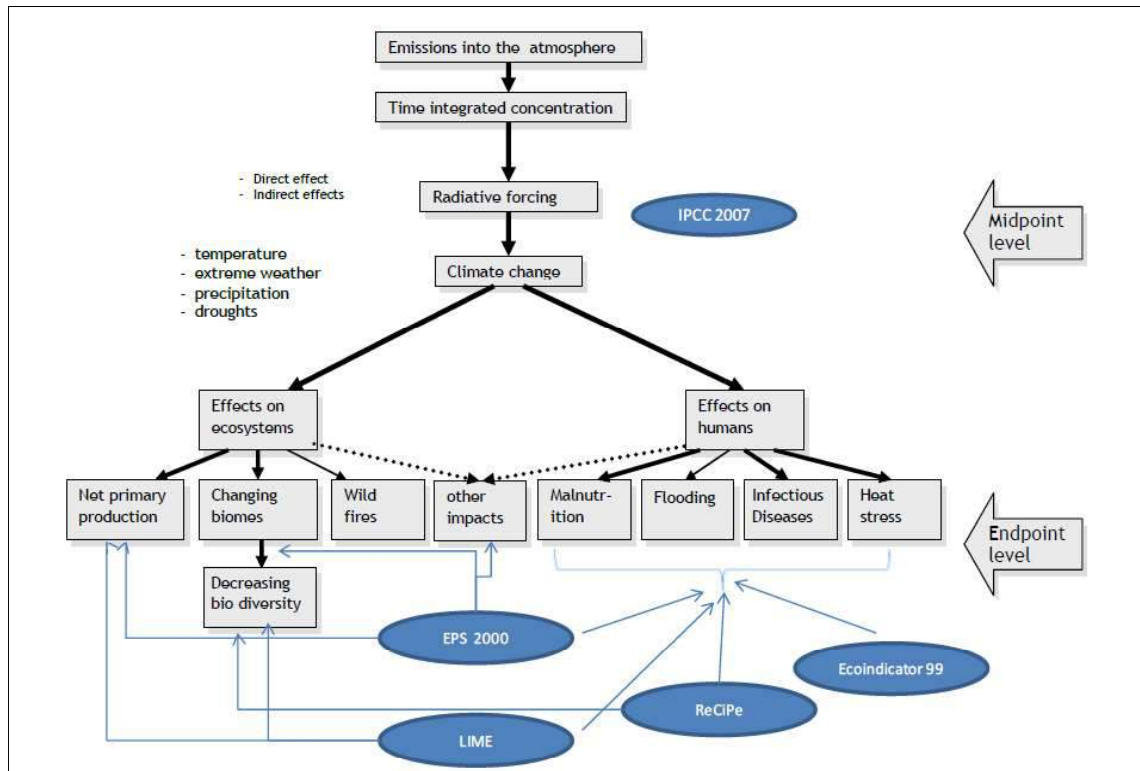 Emissions into the atmosphere
Time integrated concentration
- Direct effect
- Indirect effects
Radiative forcing
IPCC 2007
Midpoint
level
- temperature
- extreme weather
- precipitation
- droughts
Climate change
Effects on
ecosystems
Effects on
humans
Net primary
production
Changing
biomes
Wild
fires
other
impacts
Malnutr-
ition
Flooding
Infectious
Diseases
Heat
stress
Endpoint
level
Decreasing
bio diversity
EPS 2000
Ecoindicator 99
ReCiPe
LIME